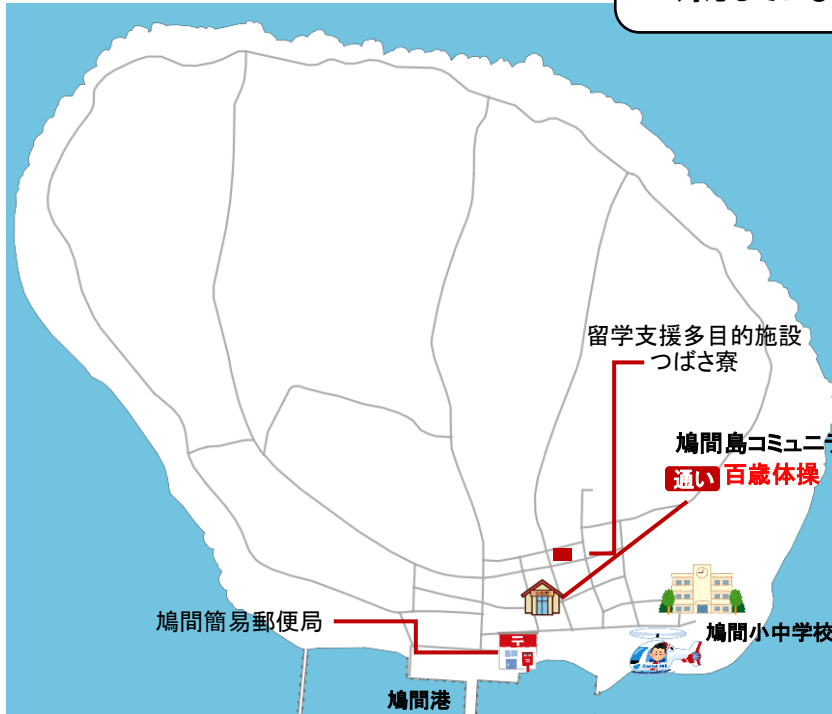 留学支援多目的施設
つばさ寮
鳩間島コミュニテ
通い 百歳体操
鳩間簡易郵便局
〒
鳩間小中学校
鳩間港